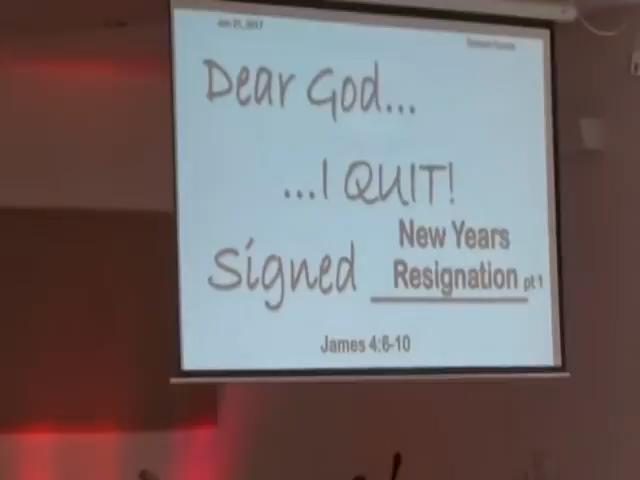 Dear God...
...I QUIT!
New Years
Signed Resignation pt 1
James 4:6-10